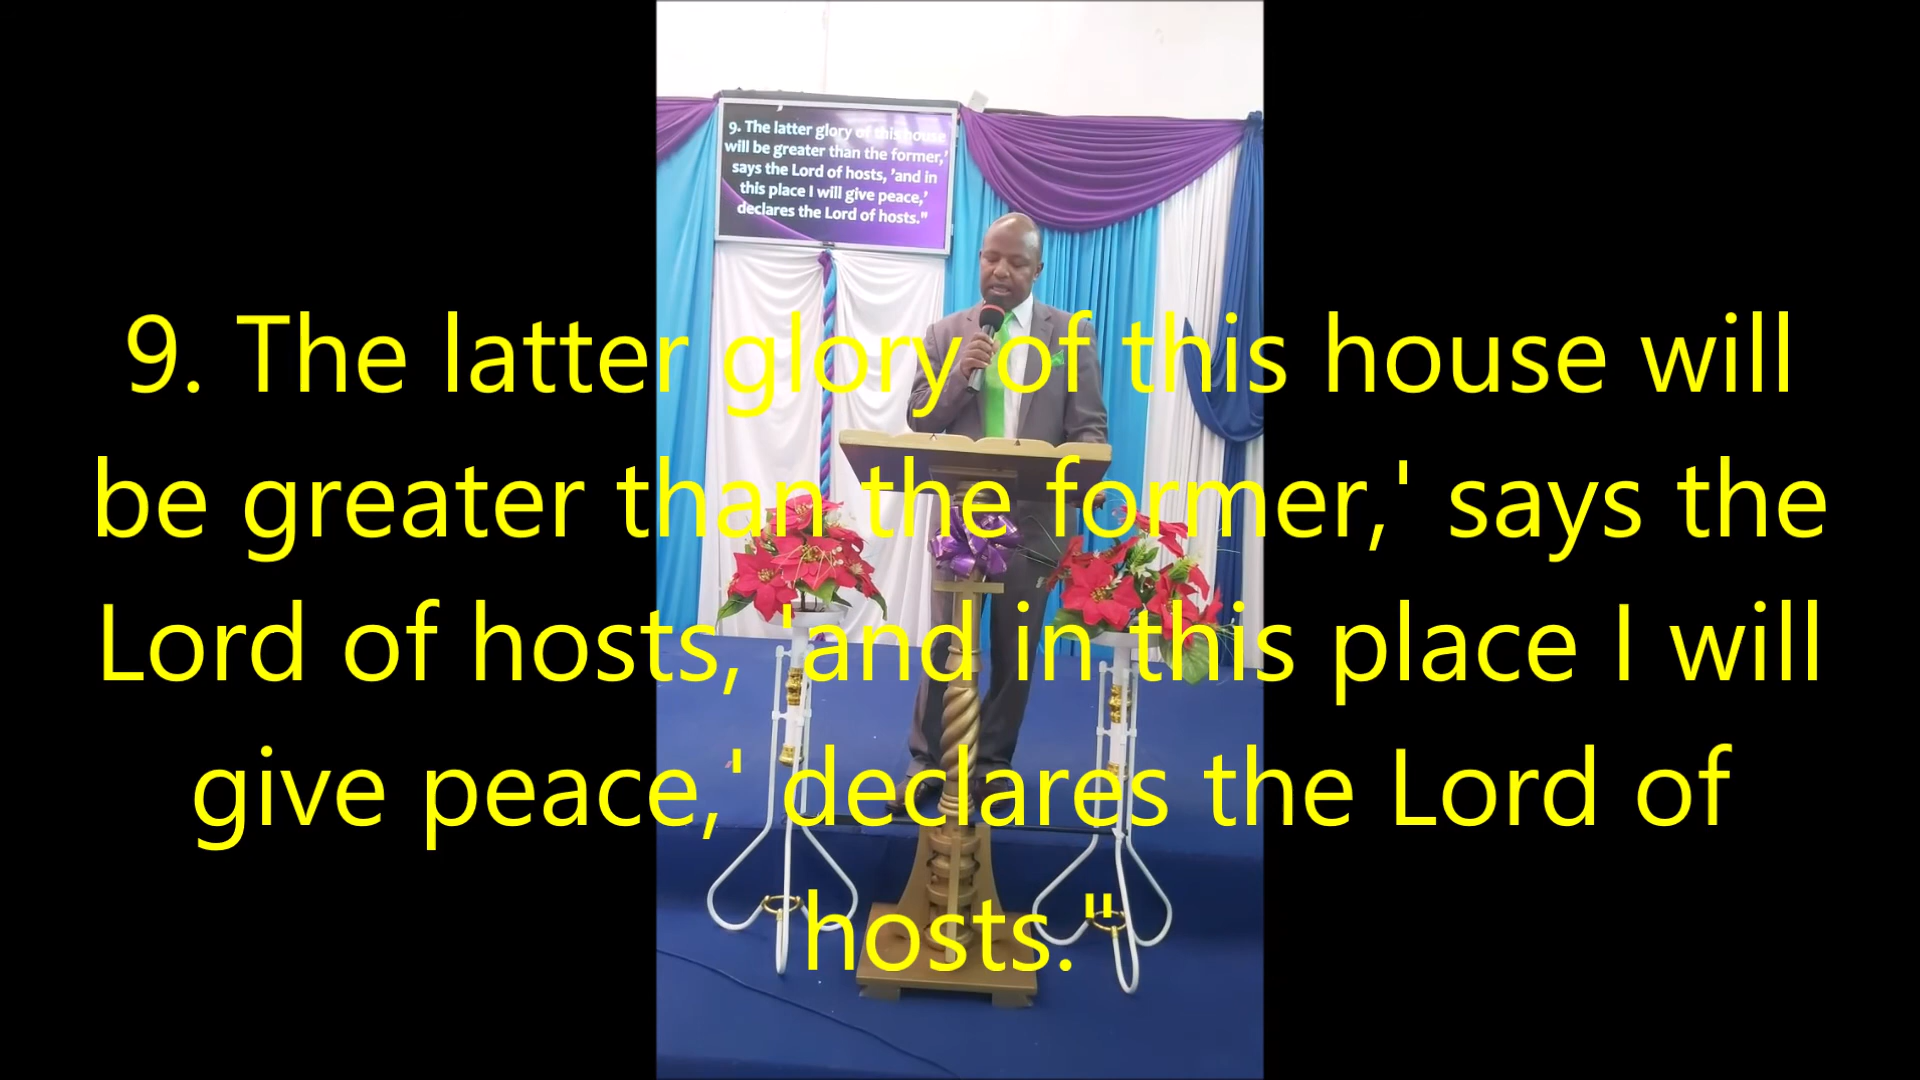 9. The latter glory of this house
will be greater than the former,'
says the Lord of hosts, 'and in
this place I will give peace,'
declares the Lord of hosts."
9. The latter glory of this house will
be greater than the former,' says the
Lord of hosts, 'and in this place I will
give peace,' declares the Lord of
hosts."